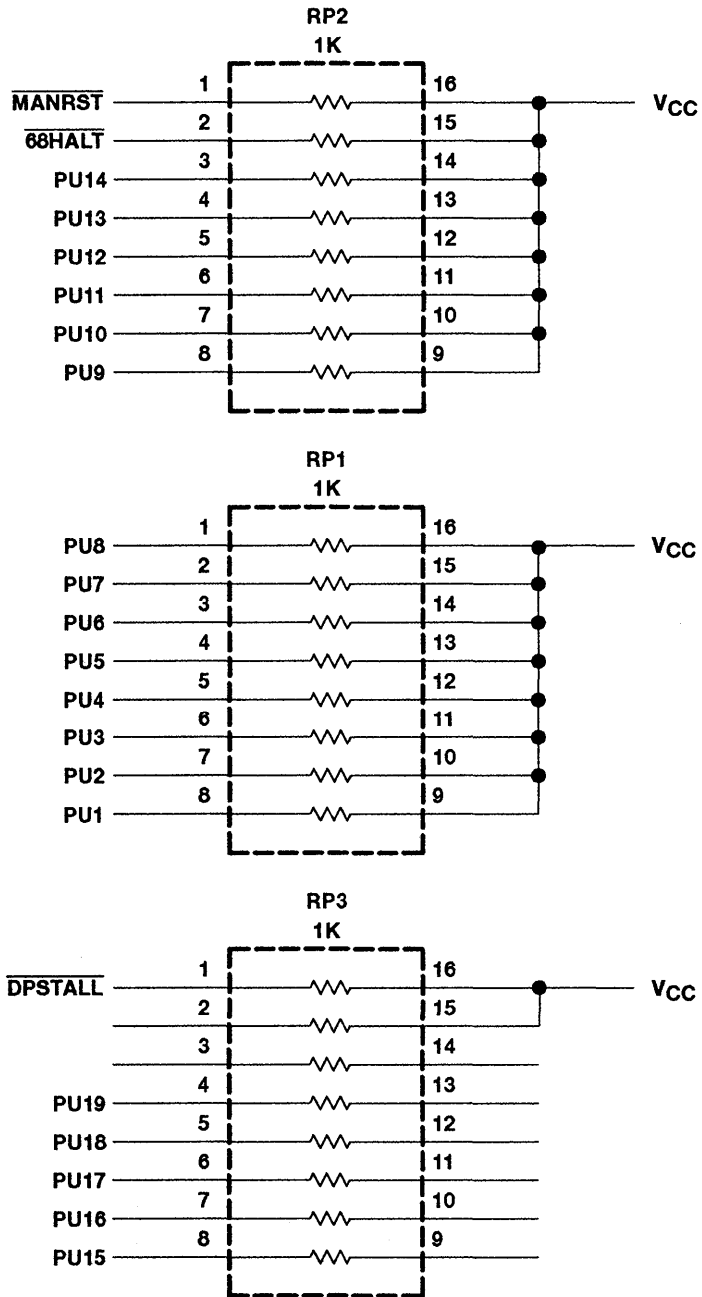 RP2
1K
1 16
MANRST VCC
2 15
68HALT
3 14
PU14
4 13
PU13
5 12
PU12
6 11
PU11
7 10
PU10
8 9
PU9
RP1
1K
1 16
PU8 VCC
2 15
PU7
3 14
PU6
4 13
PU5
5 12
PU4
6 11
PU3
7 10
PU2
8 9
PU1
RP3
1K
1 16
DPSTALL VCC
2 15
3 14
4 13
PU19
5 12
PU18
6 11
PU17
7 10
PU16
8 9
PU15